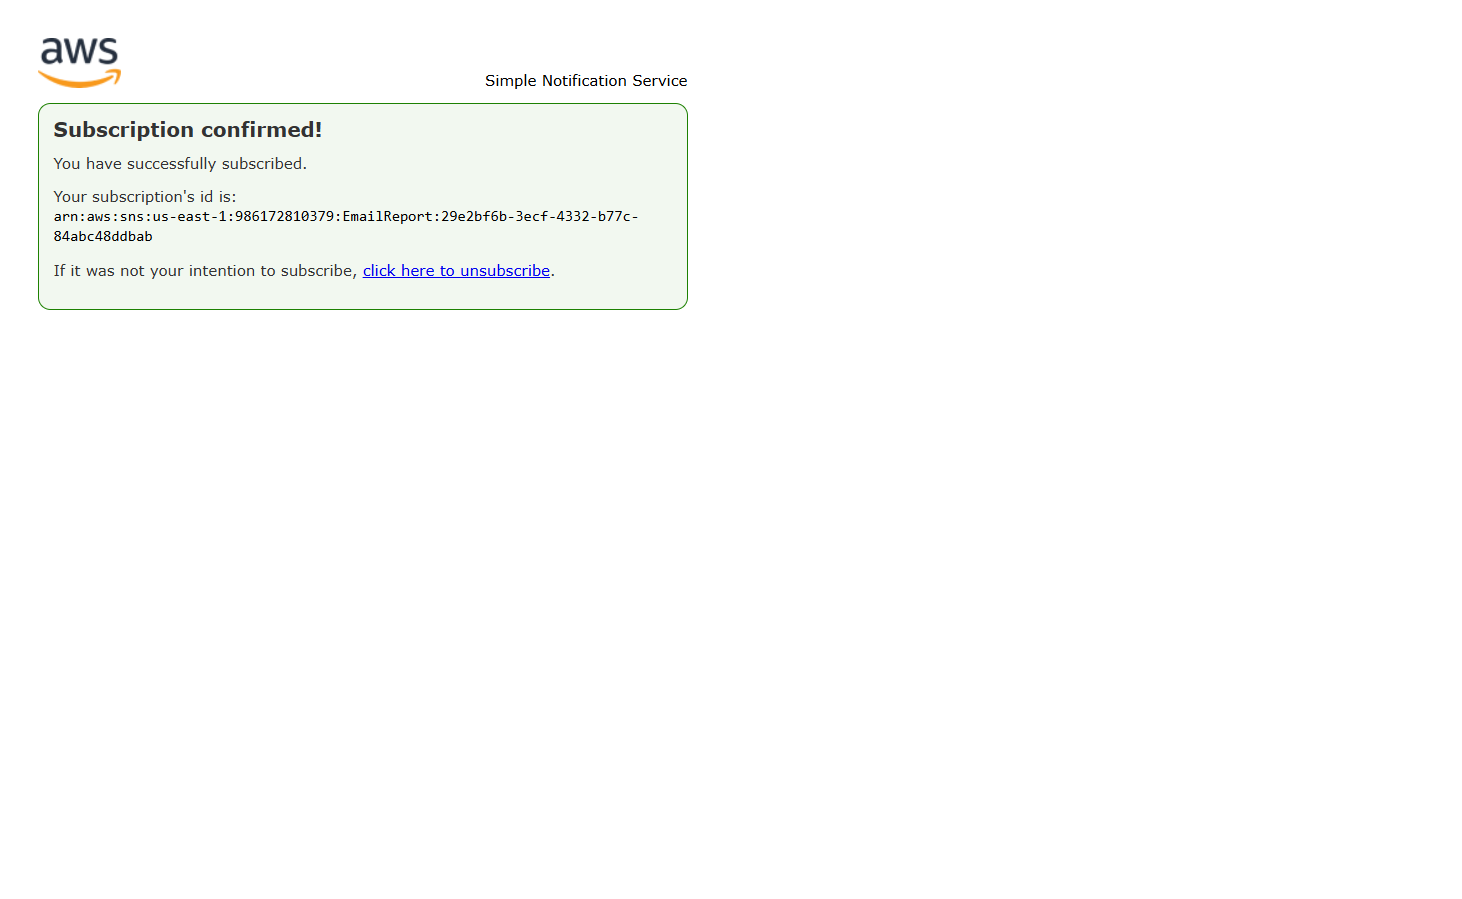 aws
Simple Notification Service
Subscription confirmed!
You have successfully subscribed.
Your subscription's id is:
arn:aws:sns:us-east-1:986172810379:EmailReport:29e2bf6b-3ecf-4332-b77c-
84abc48ddbab
If it was not your intention to subscribe, click here to unsubscribe.